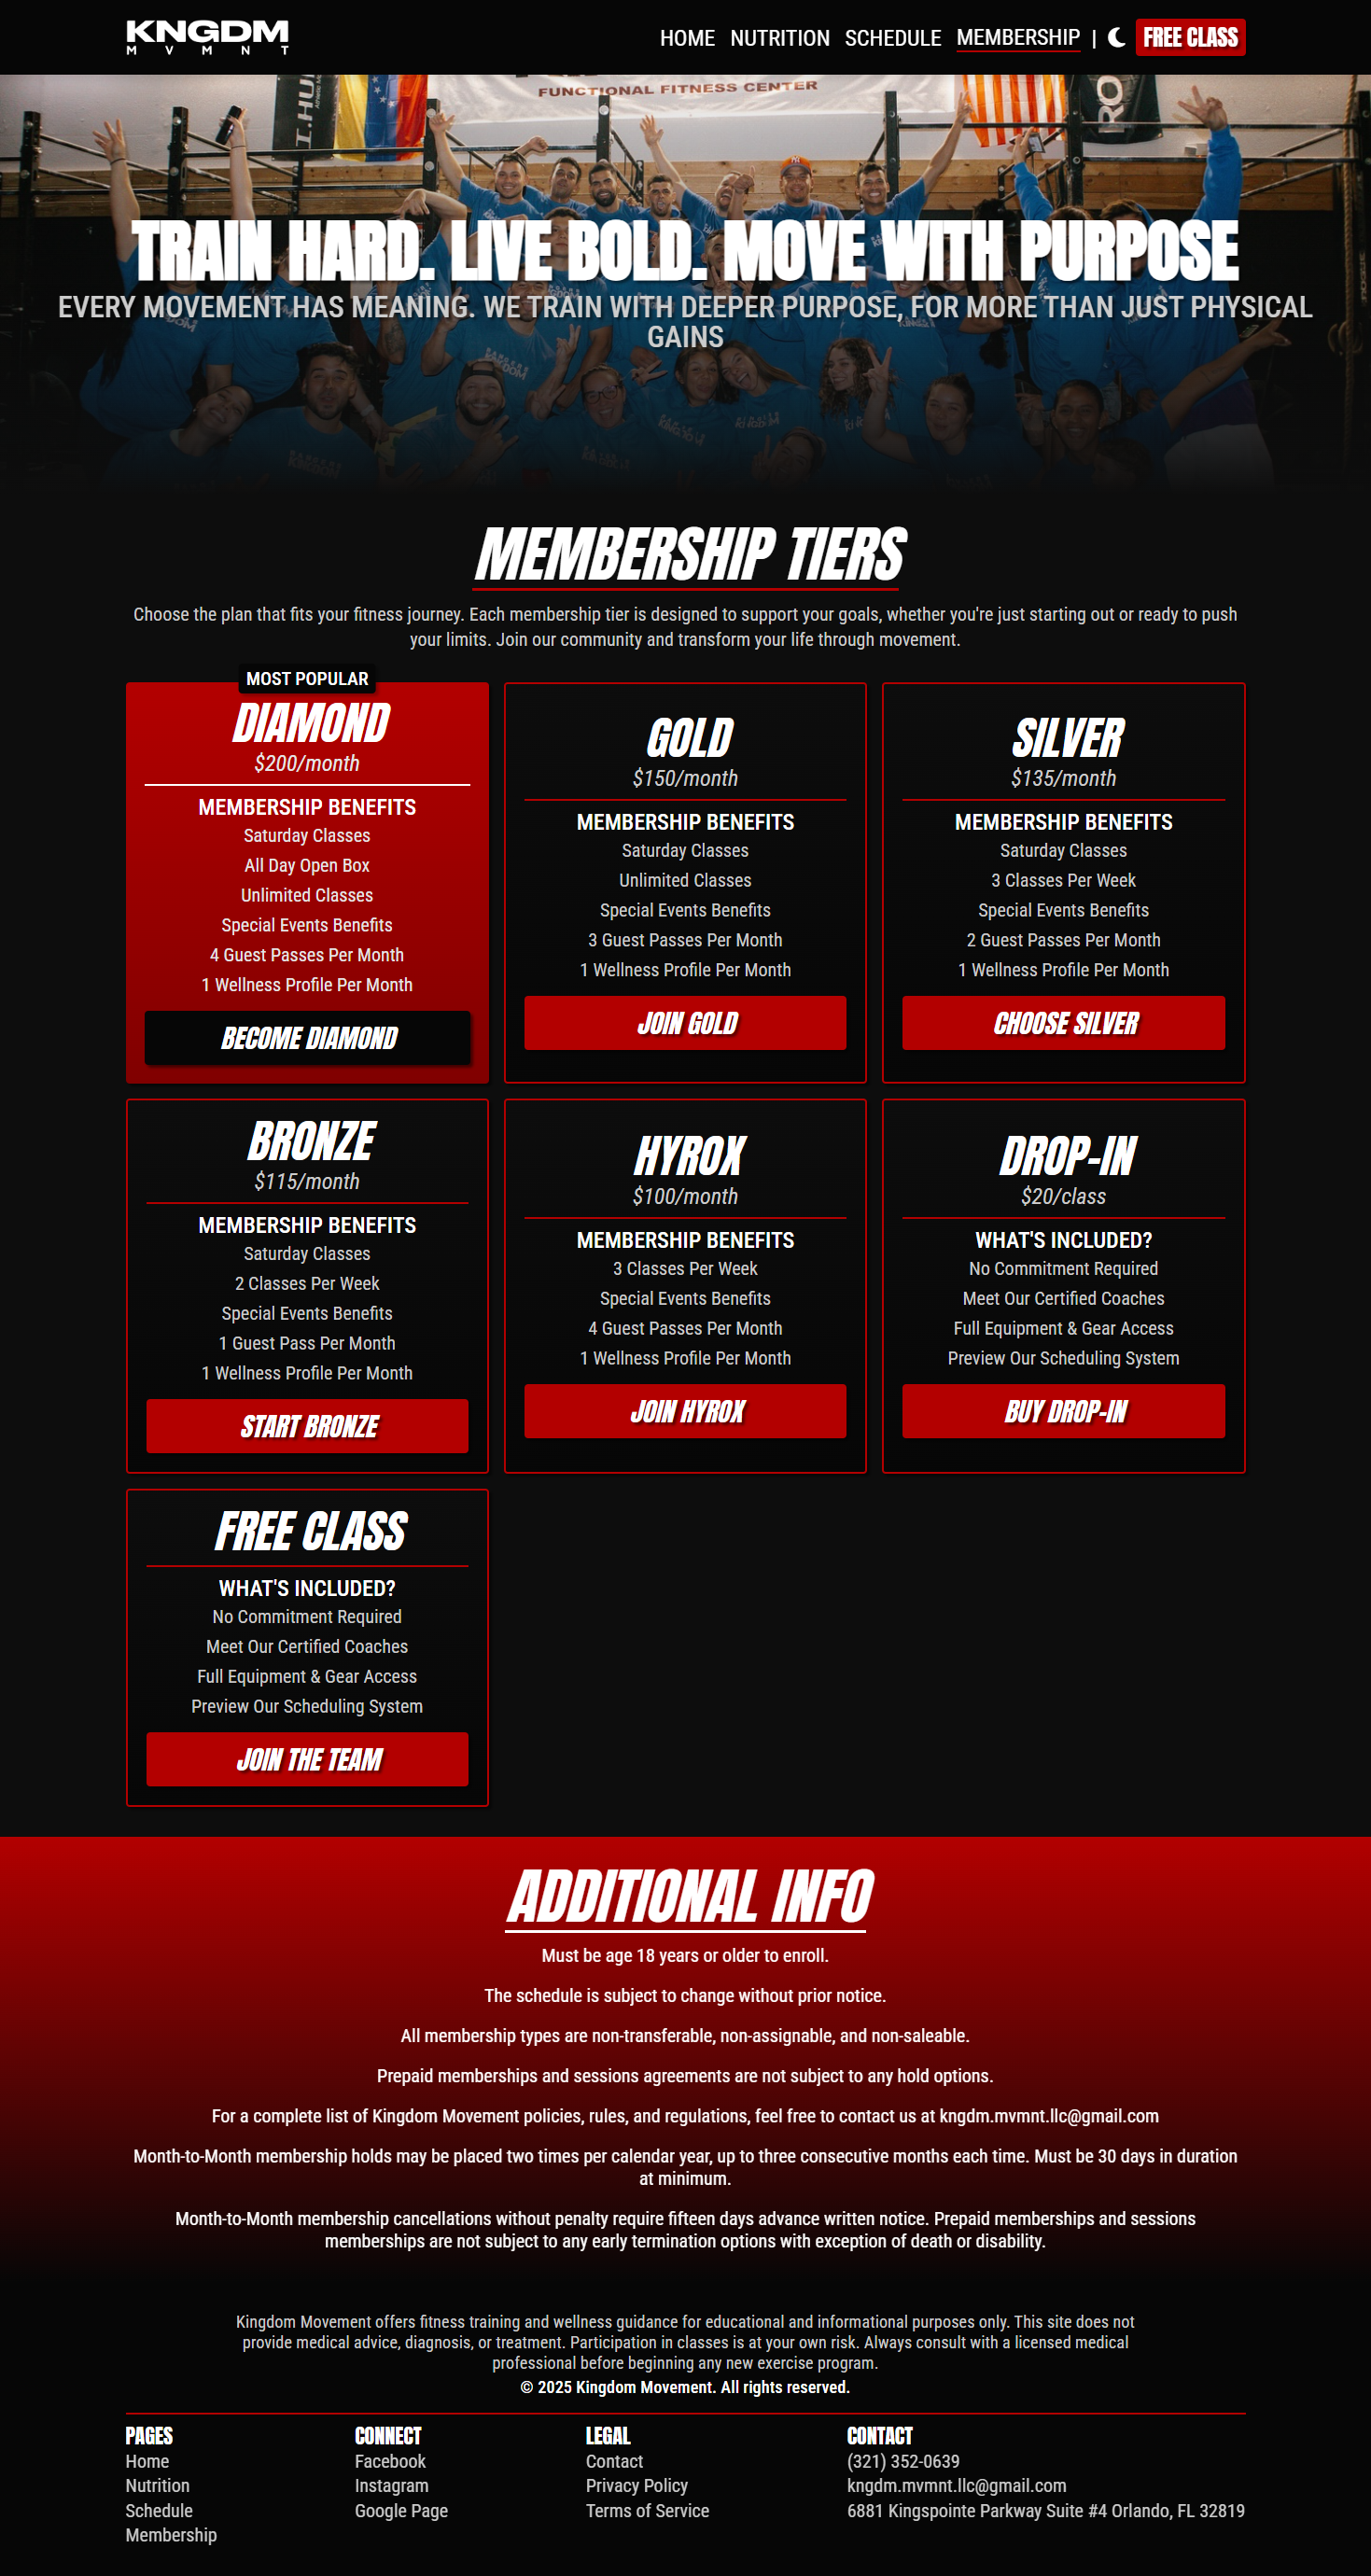 KNGDM
MVMNT
HOME NUTRITION SCHEDULE MEMBERSHIP | FREE CLASS
FUNCTIONAL FITNESS CENTER
TRAIN HARD. LIVE BOLD. MOVE WITH PURPOSE
EVERY MOVEMENT HAS MEANING. WE TRAIN WITH DEEPER PURPOSE, FOR MORE THAN JUST PHYSICAL
GAINS
MEMBERSHIP TIERS
Choose the plan that fits your fitness journey. Each membership tier is designed to support your goals, whether you're just starting out or ready to push
your limits. Join our community and transform your life through movement.
MOST POPULAR
DIAMOND
$200/month
MEMBERSHIP BENEFITS
Saturday Classes
All Day Open Box
Unlimited Classes
Special Events Benefits
4 Guest Passes Per Month
1 Wellness Profile Per Month
BECOME DIAMOND
GOLD
$150/month
MEMBERSHIP BENEFITS
Saturday Classes
Unlimited Classes
Special Events Benefits
3 Guest Passes Per Month
1 Wellness Profile Per Month
JOIN GOLD
SILVER
$135/month
MEMBERSHIP BENEFITS
Saturday Classes
3 Classes Per Week
Special Events Benefits
2 Guest Passes Per Month
1 Wellness Profile Per Month
CHOOSE SILVER
BRONZE
$115/month
MEMBERSHIP BENEFITS
Saturday Classes
2 Classes Per Week
Special Events Benefits
1 Guest Pass Per Month
1 Wellness Profile Per Month
START BRONZE
HYROX
$100/month
MEMBERSHIP BENEFITS
3 Classes Per Week
Special Events Benefits
4 Guest Passes Per Month
1 Wellness Profile Per Month
JOIN HYROX
DROP-IN
$20/class
WHAT'S INCLUDED?
No Commitment Required
Meet Our Certified Coaches
Full Equipment & Gear Access
Preview Our Scheduling System
BUY DROP-IN
FREE CLASS
WHAT'S INCLUDED?
No Commitment Required
Meet Our Certified Coaches
Full Equipment & Gear Access
Preview Our Scheduling System
JOIN THE TEAM
ADDITIONAL INFO
Must be age 18 years or older to enroll.
The schedule is subject to change without prior notice.
All membership types are non-transferable, non-assignable, and non-saleable.
Prepaid memberships and sessions agreements are not subject to any hold options.
For a complete list of Kingdom Movement policies, rules, and regulations, feel free to contact us at kngdm.mvmnt.llc@gmail.com
Month-to-Month membership holds may be placed two times per calendar year, up to three consecutive months each time. Must be 30 days in duration
at minimum.
Month-to-Month membership cancellations without penalty require fifteen days advance written notice. Prepaid memberships and sessions
memberships are not subject to any early termination options with exception of death or disability.
Kingdom Movement offers fitness training and wellness guidance for educational and informational purposes only. This site does not
provide medical advice, diagnosis, or treatment. Participation in classes is at your own risk. Always consult with a licensed medical
professional before beginning any new exercise program.
© 2025 Kingdom Movement. All rights reserved.
PAGES
Home
Nutrition
Schedule
Membership
CONNECT
Facebook
Instagram
Google Page
LEGAL
Contact
Privacy Policy
Terms of Service
CONTACT
(321) 352-0639
kngdm.mvmnt.llc@gmail.com
6881 Kingspointe Parkway Suite #4 Orlando, FL 32819